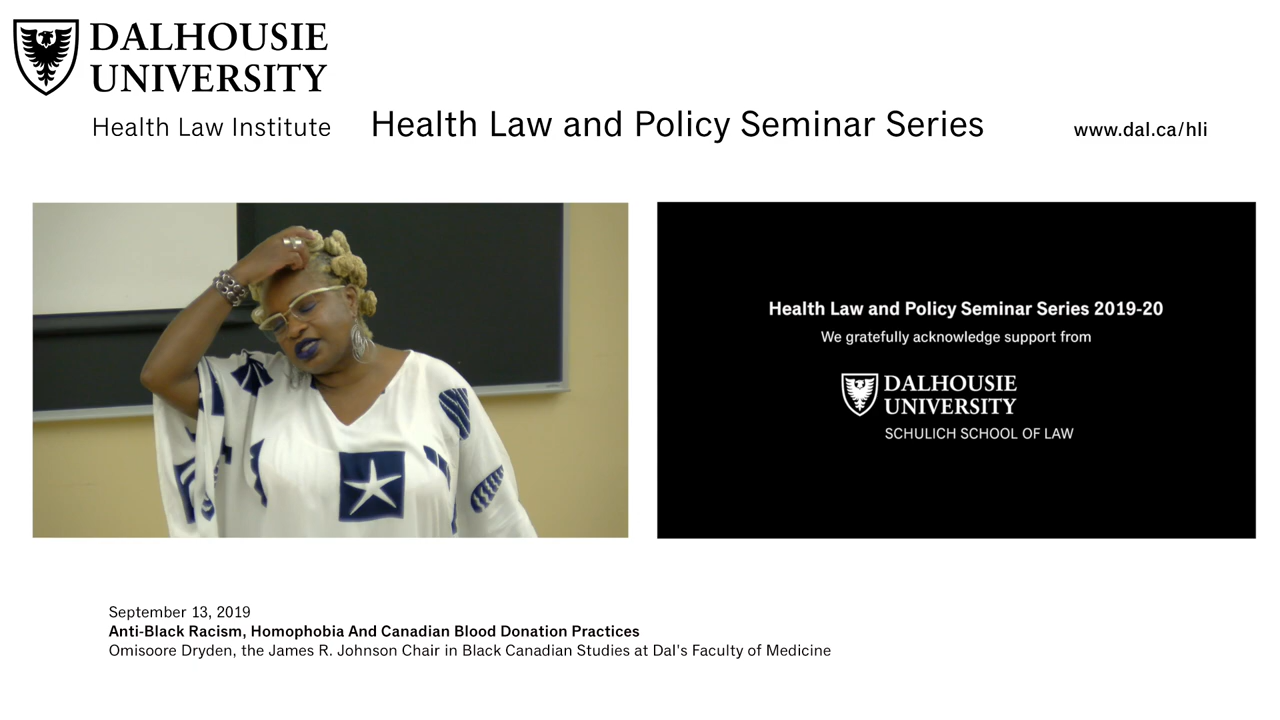 DALHOUSIE
UNIVERSITY
Health Law Institute
Health Law and Policy Seminar Series
www.dal.ca/hli
Health Law and Policy Seminar Series 2019-20
We gratefully acknowledge support from
DALHOUSIE
UNIVERSITY
SCHULICH SCHOOL OF LAW
September 13, 2019
Anti-Black Racism, Homophobia And Canadian Blood Donation Practices
Omisoore Dryden, the James R. Johnson Chair in Black Canadian Studies at Dal's Faculty of Medicine